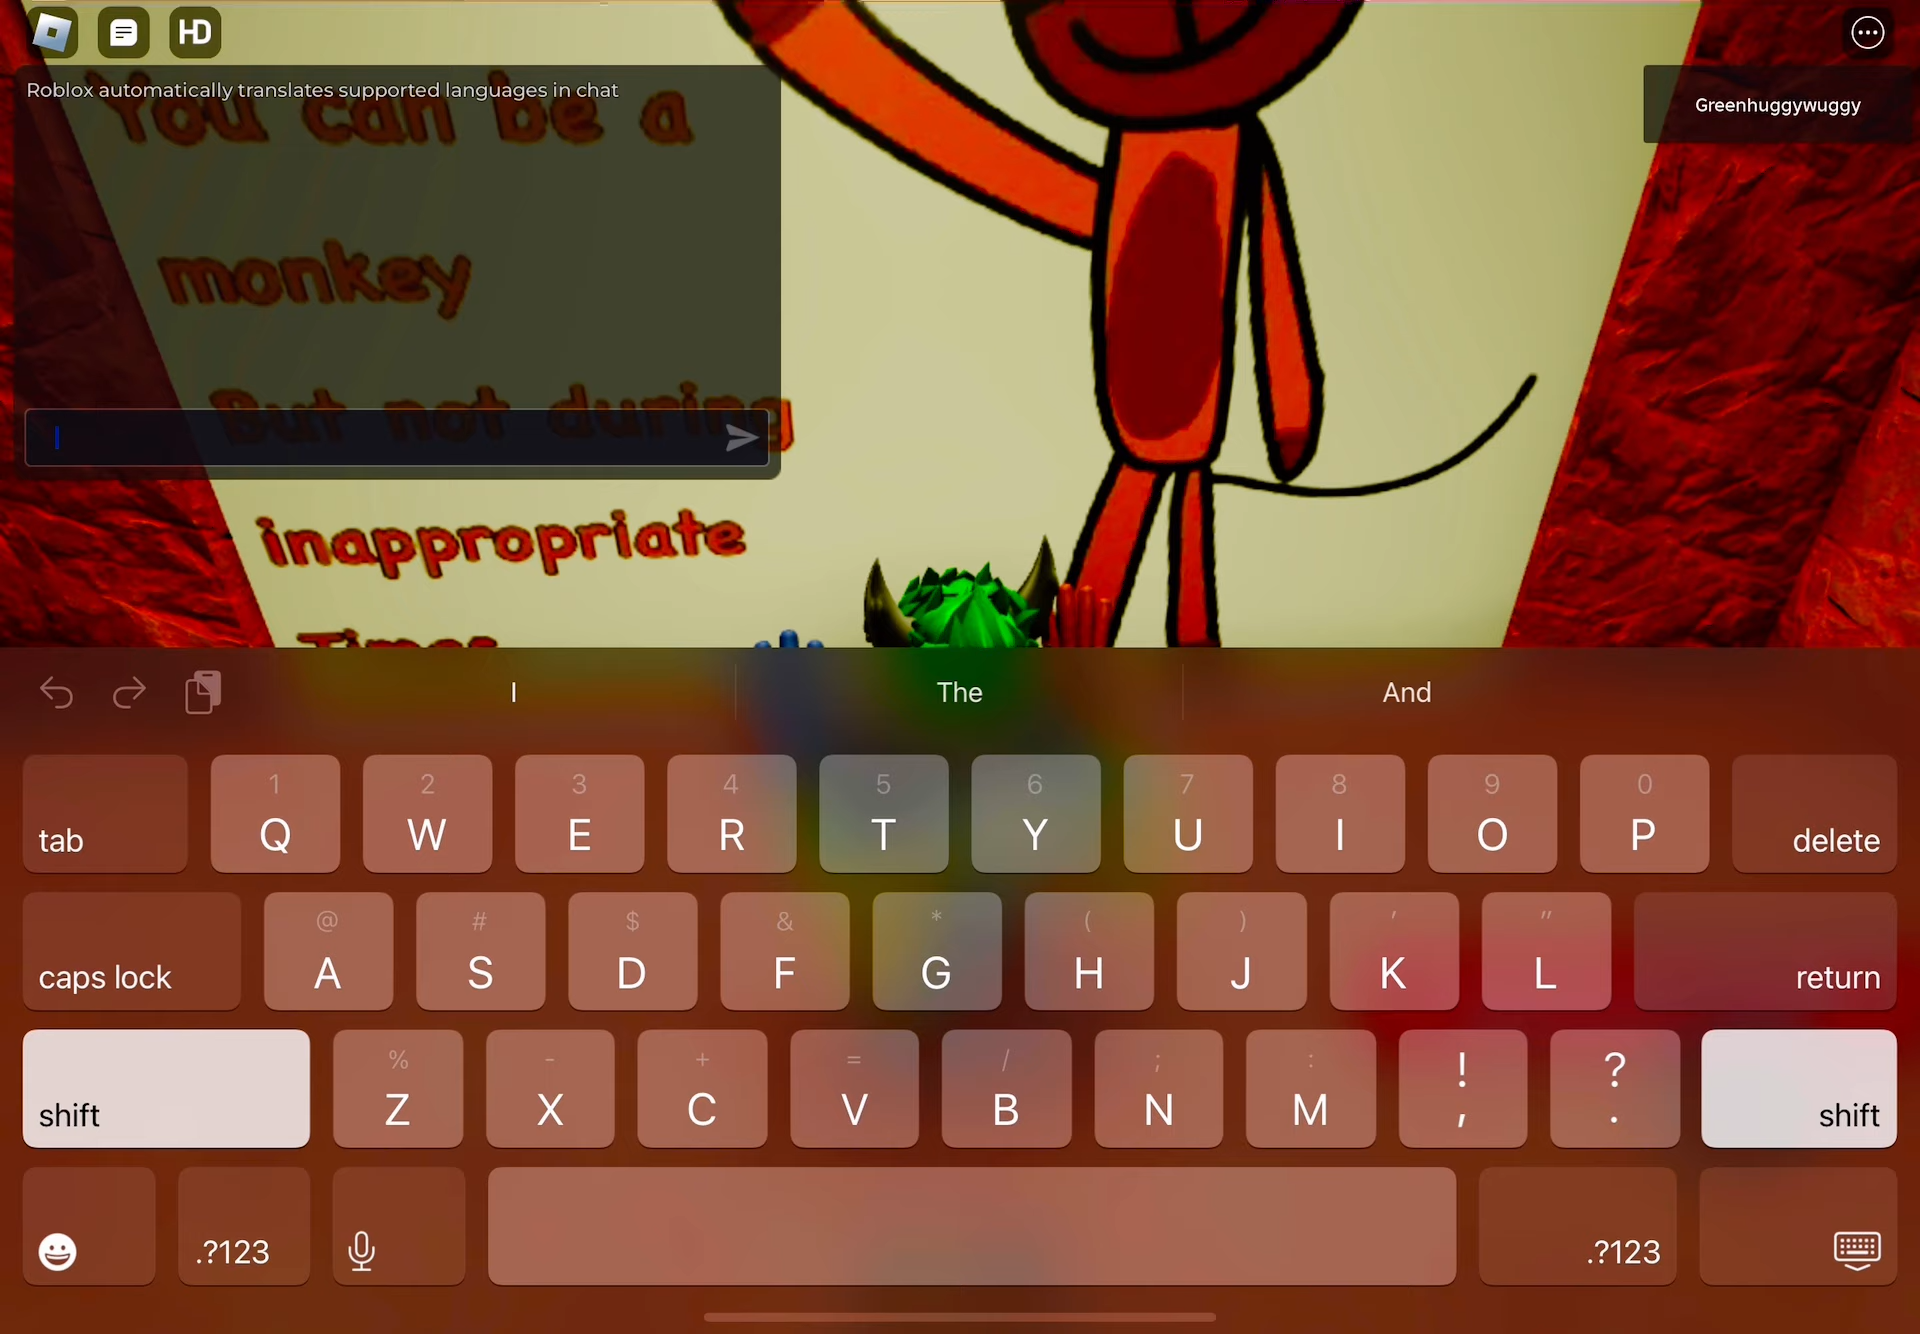 HD
Roblox automatically translates supported languages in chat
Greenhuggywuggy
You can be a
monkey
But not during
inappropriate
Times
I The And
1 2 3 4 5 6 7 8 9 0
tab Q W E R T Y U I O P delete
@ # $ & * ( ) ' "
caps lock A S D F G H J K L return
% - + = / ; : ! ?
shift Z X C V B N M , . shift
.?123 .?123